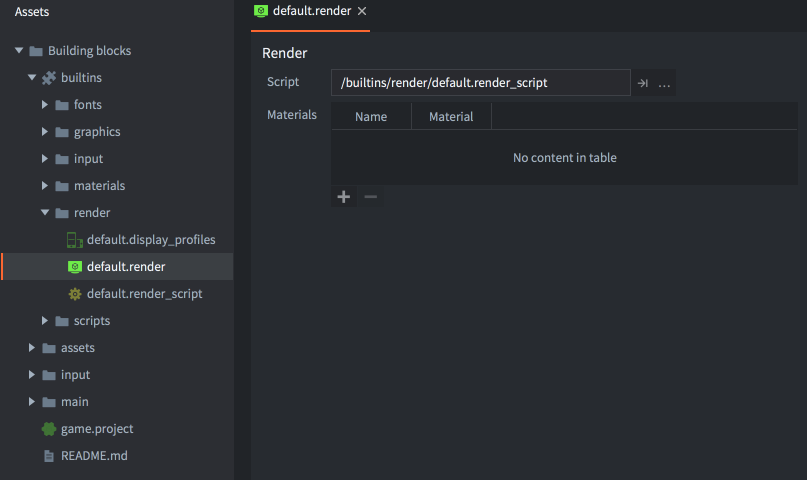 Assets
Building blocks
builtins
fonts
graphics
input
materials
render
default.display_profiles
default.render
default.render_script
scripts
assets
input
main
game.project
README.md
default.render
Render
Script /builtins/render/default.render_script ...
Materials Name Material
No content in table